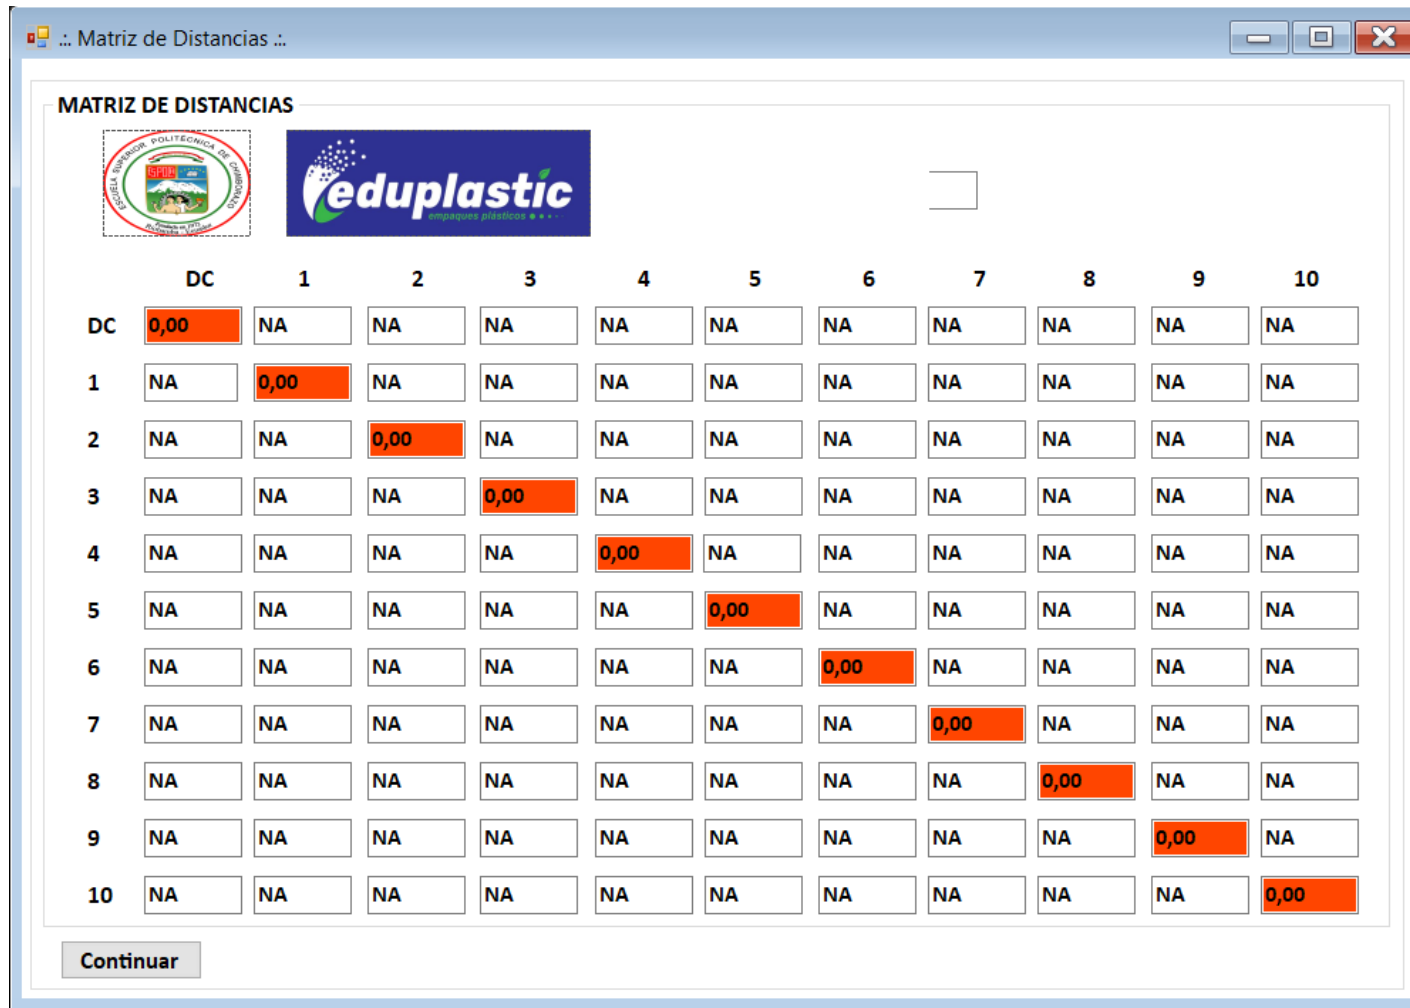 .:. Matriz de Distancias .:.
MATRIZ DE DISTANCIAS
ESCUELA SUPERIOR POLITÉCNICA DE CHIMBORAZO
ESPOCH
eduplastic
empaques plásticos
DC 1 2 3 4 5 6 7 8 9 10
DC 0,00 NA NA NA NA NA NA NA NA NA NA
1 NA 0,00 NA NA NA NA NA NA NA NA NA
2 NA NA 0,00 NA NA NA NA NA NA NA NA
3 NA NA NA 0,00 NA NA NA NA NA NA NA
4 NA NA NA NA 0,00 NA NA NA NA NA NA
5 NA NA NA NA NA 0,00 NA NA NA NA NA
6 NA NA NA NA NA NA 0,00 NA NA NA NA
7 NA NA NA NA NA NA NA 0,00 NA NA NA
8 NA NA NA NA NA NA NA NA 0,00 NA NA
9 NA NA NA NA NA NA NA NA NA 0,00 NA
10 NA NA NA NA NA NA NA NA NA NA 0,00
Continuar